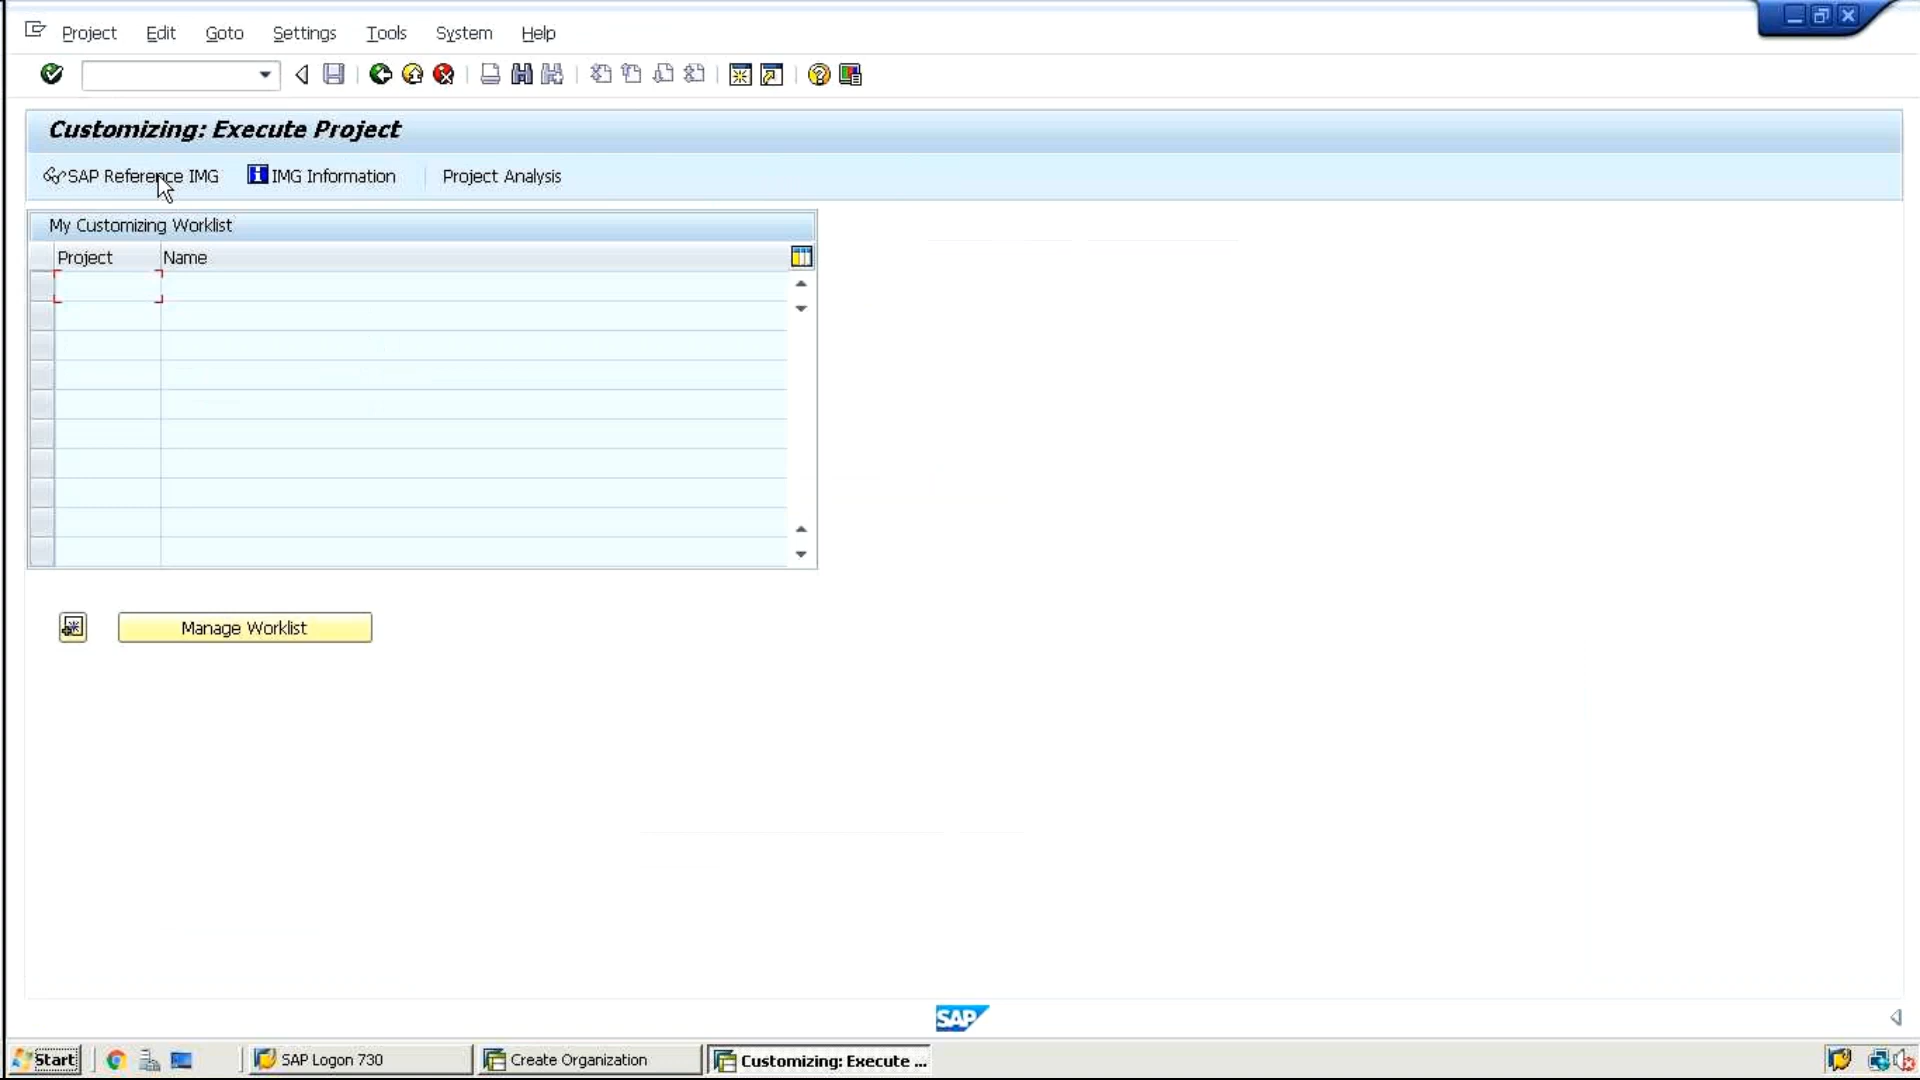 Project Edit Goto Settings Tools System Help
Customizing: Execute Project
SAP Reference IMG IMG Information Project Analysis
My Customizing Worklist
Project Name
Manage Worklist
SAP
Start SAP Logon 730 Create Organization Customizing: Execute ...